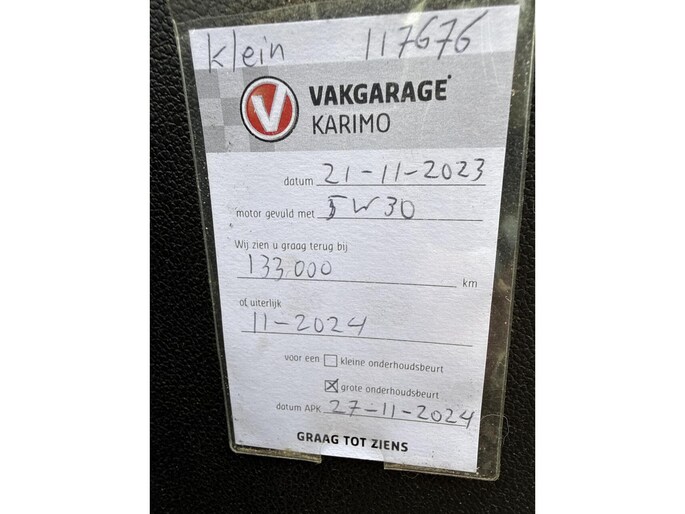 klein 117676
V VAKGARAGE
KARIMO
datum 21-11-2023
motor gevuld met 5W30
Wij zien u graag terug bij
133.000 km
of uiterlijk
11-2024
voor een kleine onderhoudsbeurt
grote onderhoudsbeurt
datum APK 27-11-2024
GRAAG TOT ZIENS